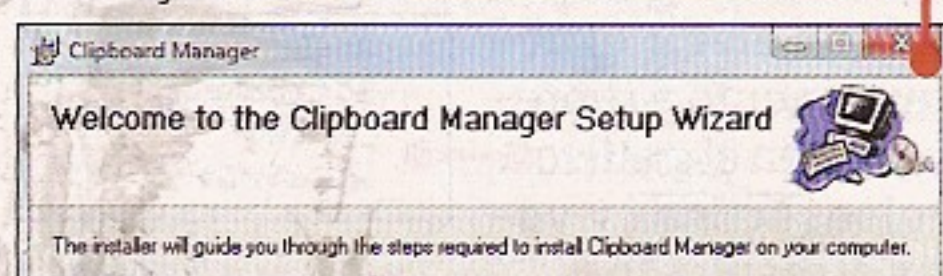 Clipboard Manager
Welcome to the Clipboard Manager Setup Wizard
The installer will guide you through the steps required to install Clipboard Manager on your computer.